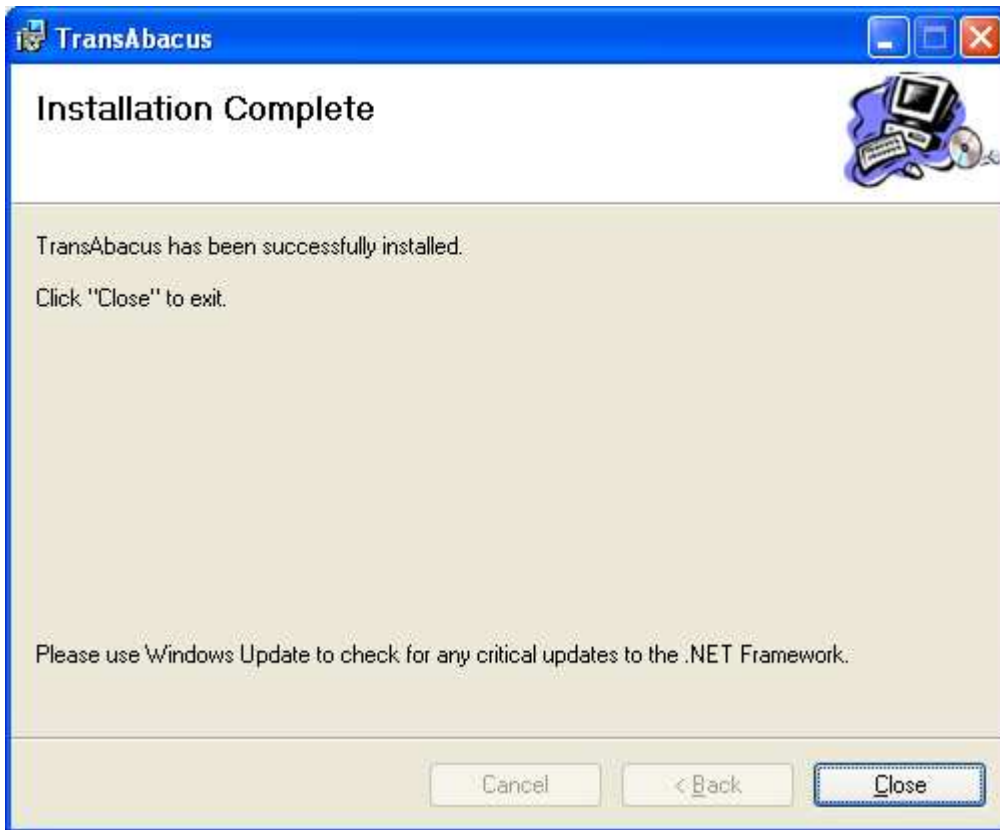 TransAbacus
Installation Complete
TransAbacus has been successfully installed.
Click "Close" to exit.
Please use Windows Update to check for any critical updates to the .NET Framework.
Cancel
< Back
Close